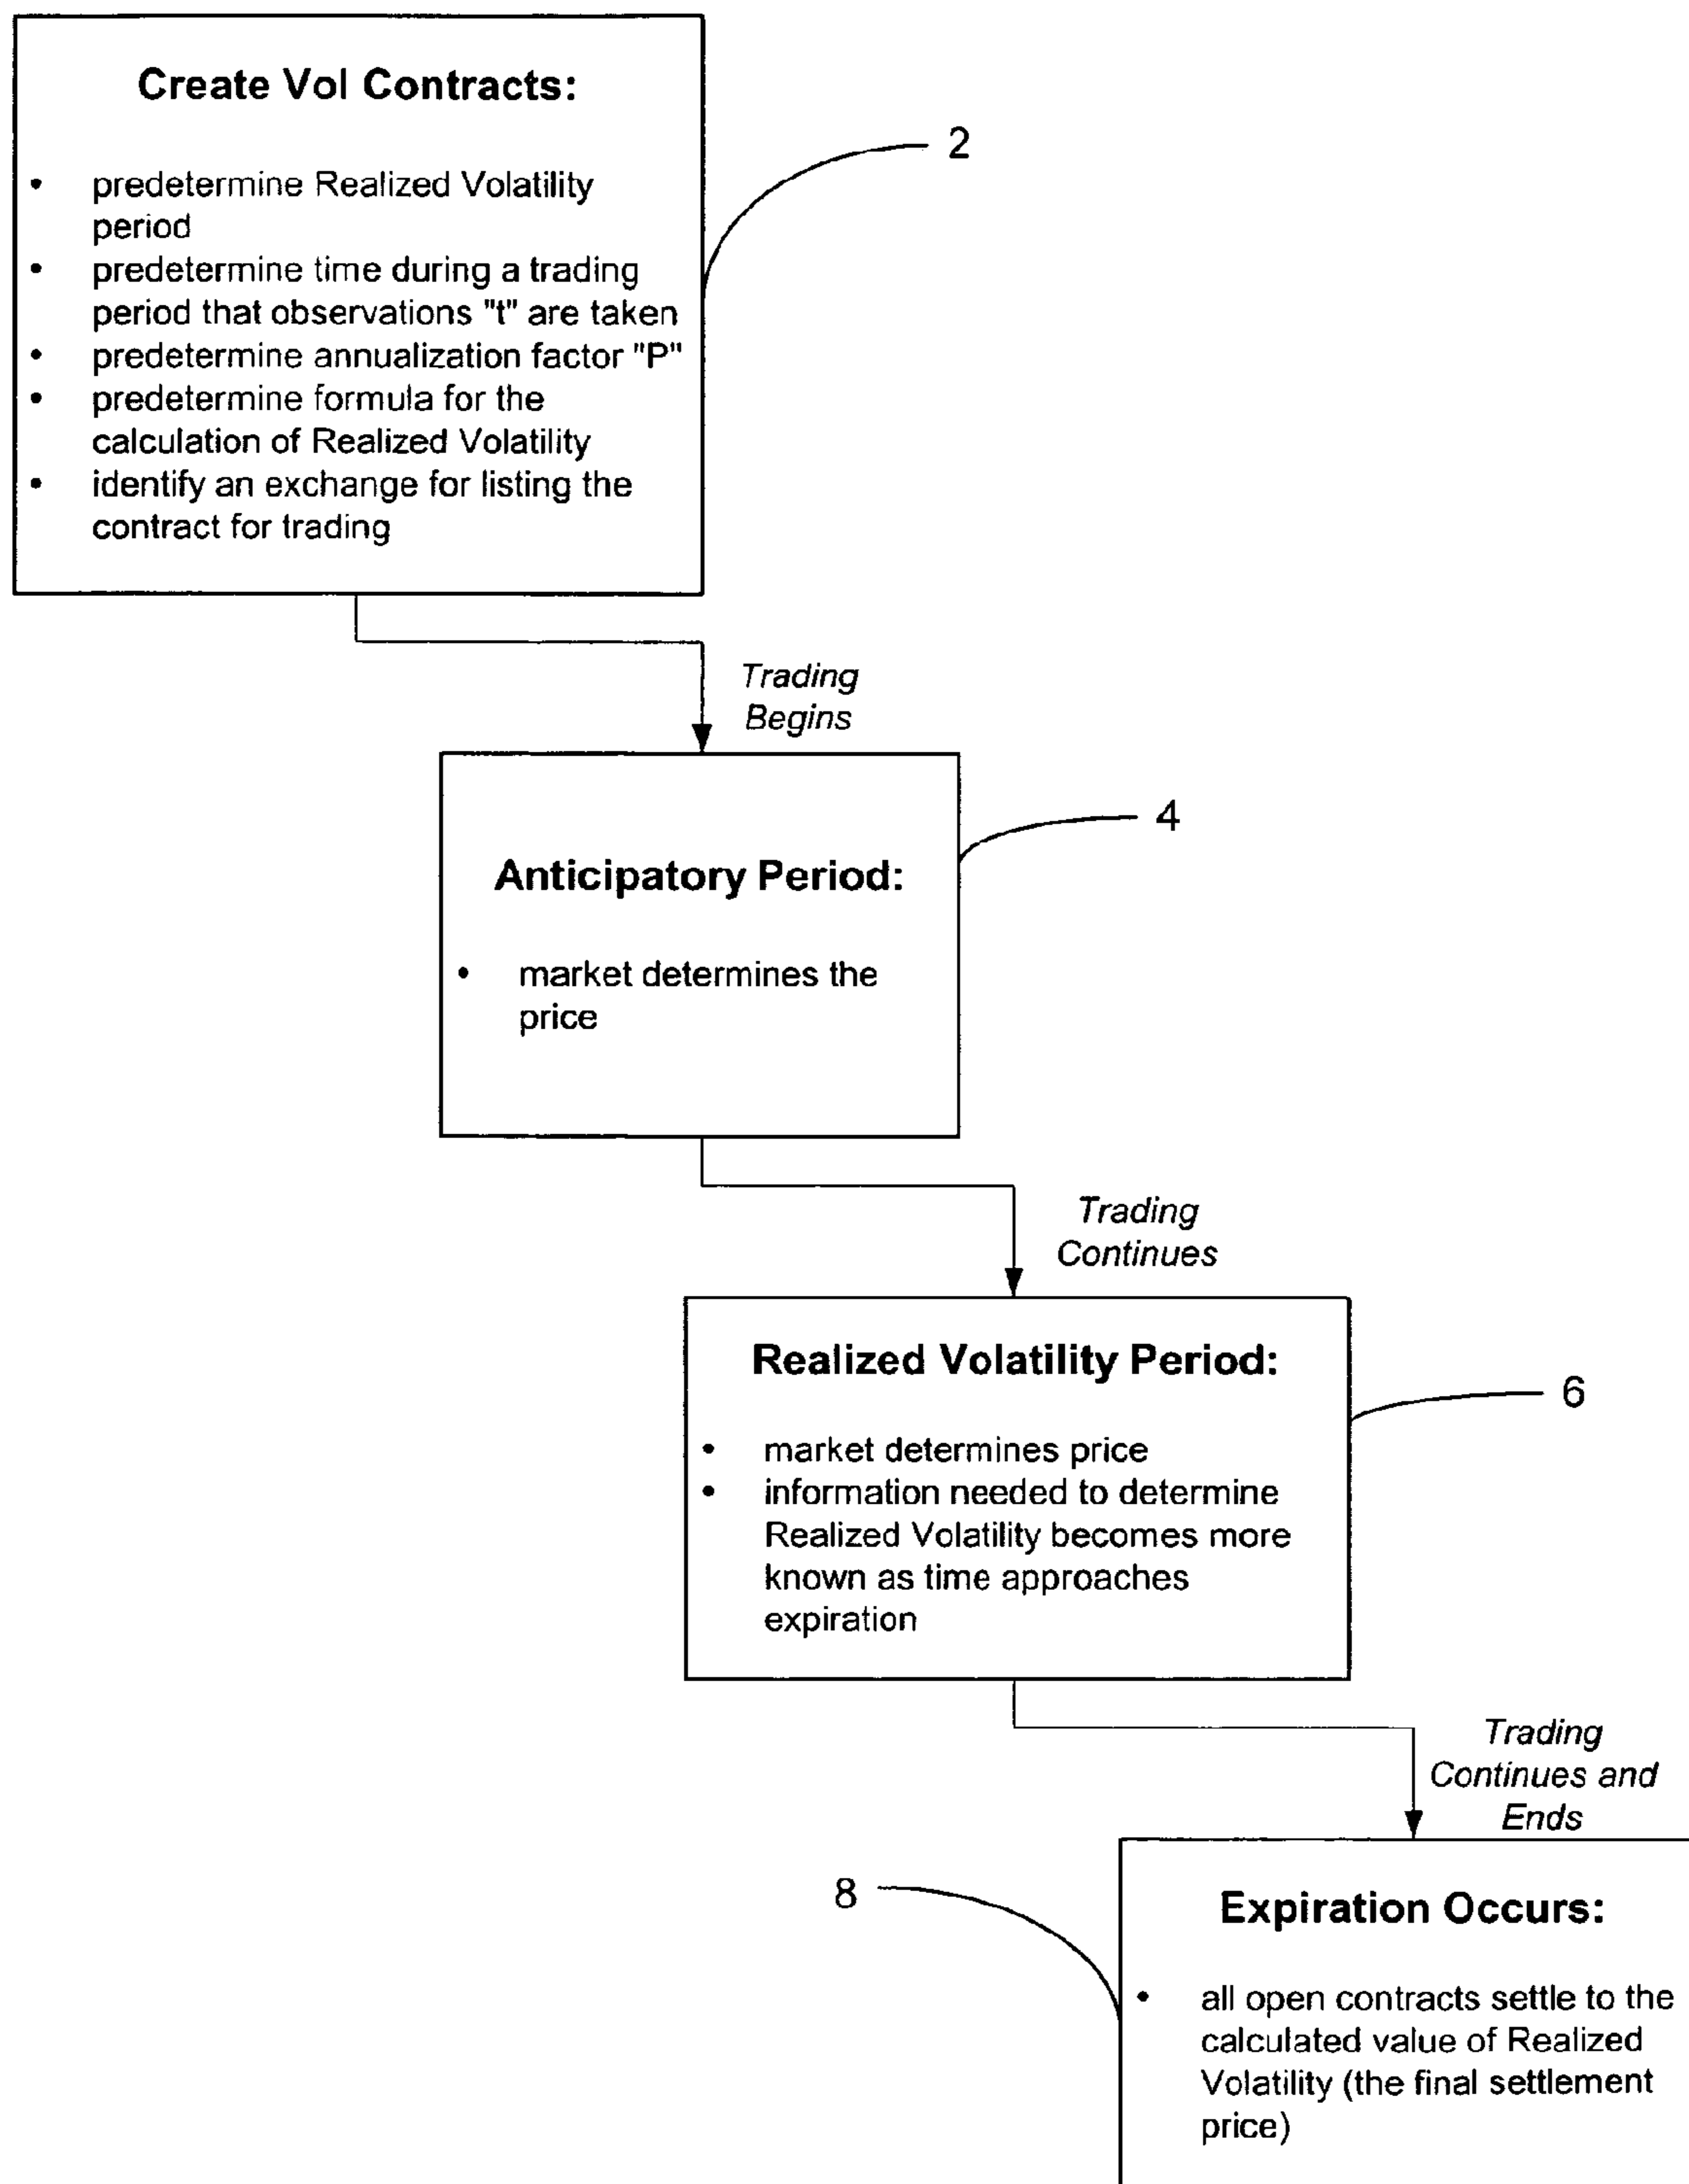 Create Vol Contracts:
• predetermine Realized Volatility
period
• predetermine time during a trading
period that observations "t" are taken
• predetermine annualization factor "P"
• predetermine formula for the
calculation of Realized Volatility
• identify an exchange for listing the
contract for trading
2
Trading
Begins
4
Anticipatory Period:
• market determines the
price
Trading
Continues
Realized Volatility Period:
6
• market determines price
• information needed to determine
Realized Volatility becomes more
known as time approaches
expiration
Trading
Continues and
Ends
8
Expiration Occurs:
• all open contracts settle to the
calculated value of Realized
Volatility (the final settlement
price)